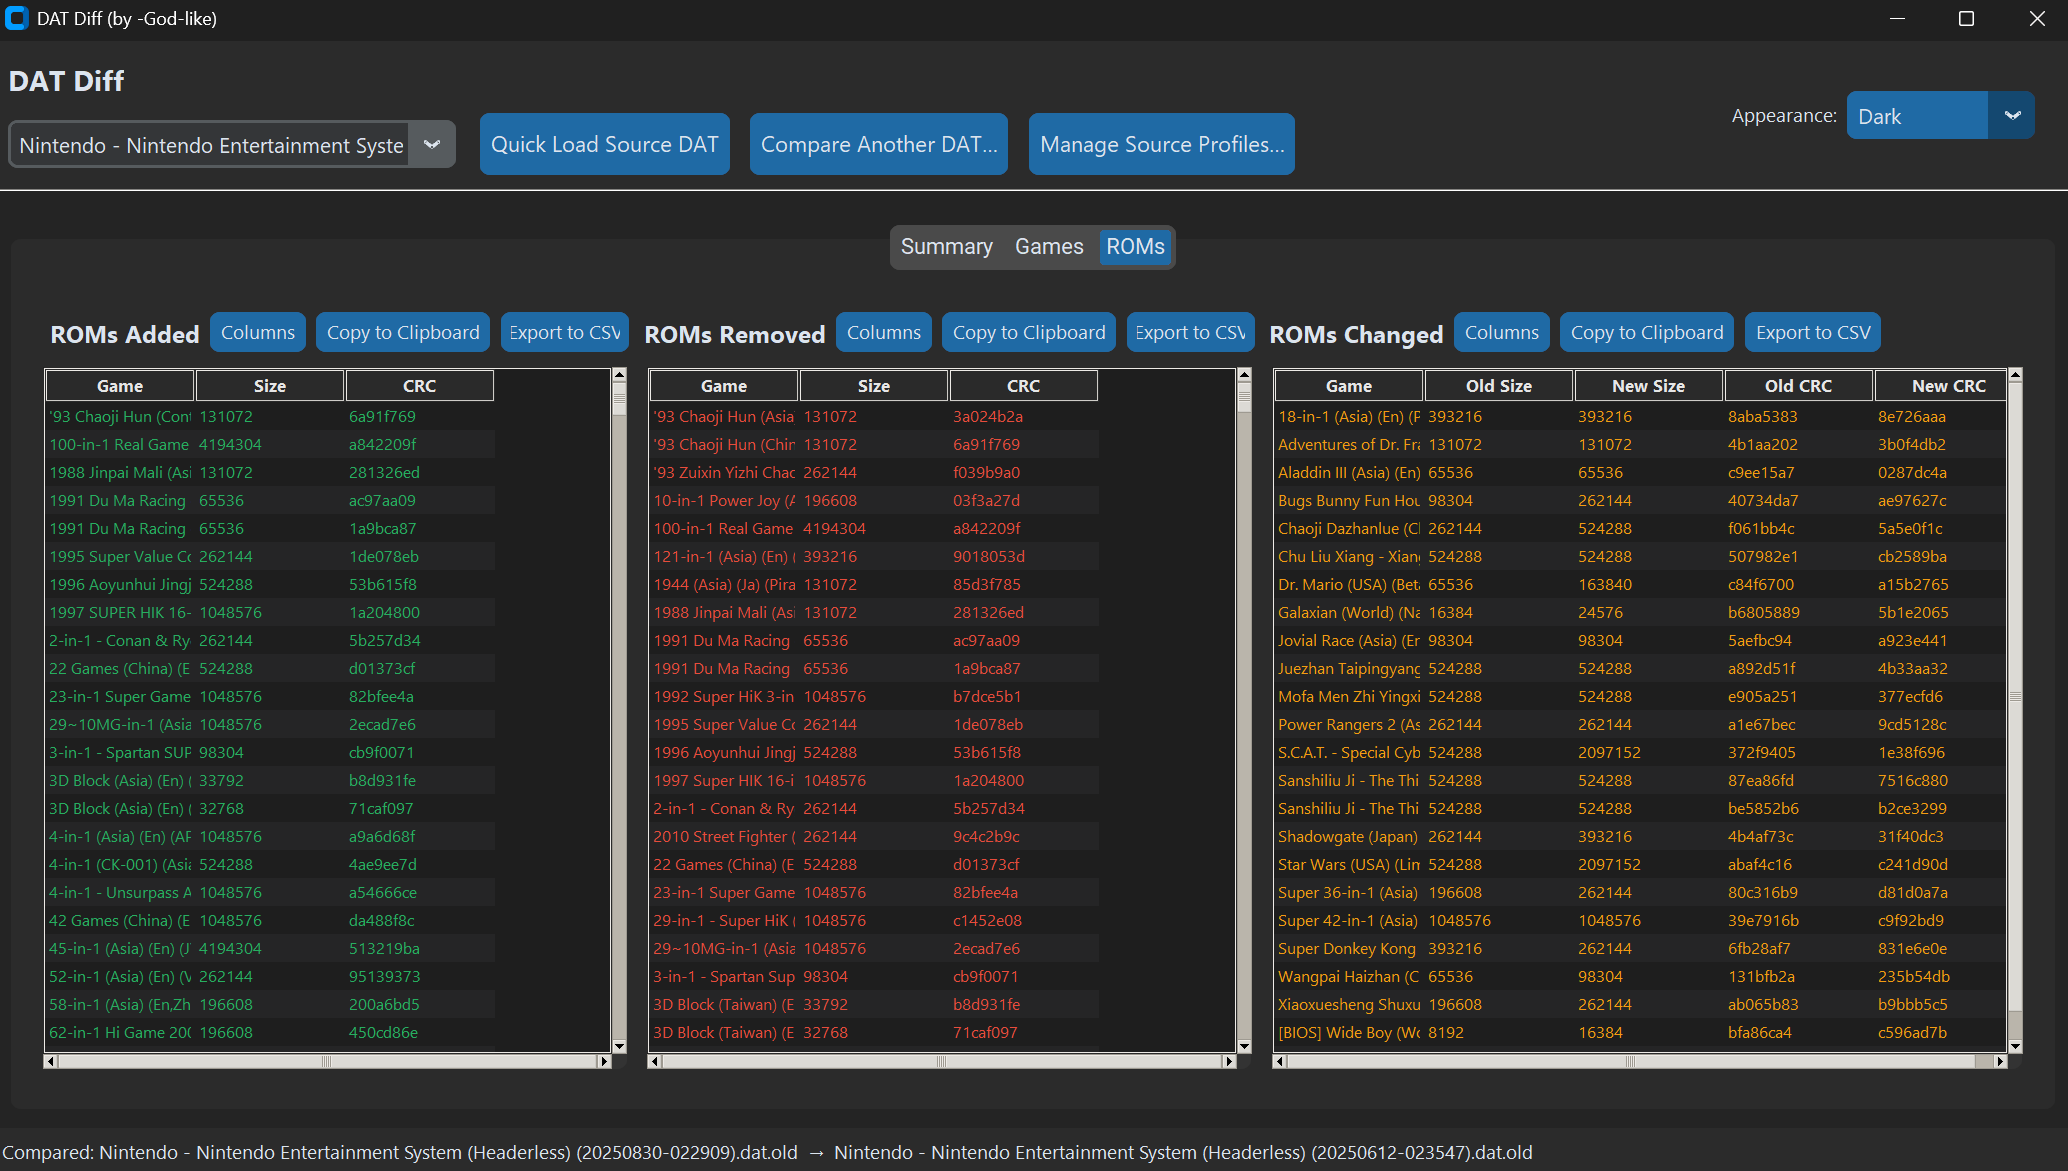 DAT Diff (by -God-like)
DAT Diff
Nintendo - Nintendo Entertainment Syste
Quick Load Source DAT
Compare Another DAT...
Manage Source Profiles...
Appearance:
Dark
Summary Games ROMs
ROMs Added
Columns
Copy to Clipboard
Export to CSV
Game Size CRC
'93 Chaoji Hun (Cont 131072 6a91f769
100-in-1 Real Game 4194304 a842209f
1988 Jinpai Mali (Asi 131072 281326ed
1991 Du Ma Racing 65536 ac97aa09
1991 Du Ma Racing 65536 1a9bca87
1995 Super Value Co 262144 1de078eb
1996 Aoyunhui Jingj 524288 53b615f8
1997 SUPER HIK 16- 1048576 1a204800
2-in-1 - Conan & Ry 262144 5b257d34
22 Games (China) (E 524288 d01373cf
23-in-1 Super Game 1048576 82bfee4a
29~10MG-in-1 (Asia 1048576 2ecad7e6
3-in-1 - Spartan SUP 98304 cb9f0071
3D Block (Asia) (En) ( 33792 b8d931fe
3D Block (Asia) (En) ( 32768 71caf097
4-in-1 (Asia) (En) (AF 1048576 a9a6d68f
4-in-1 (CK-001) (Asia 524288 4ae9ee7d
4-in-1 - Unsurpass A 1048576 a54666ce
42 Games (China) (E 1048576 da488f8c
45-in-1 (Asia) (En) (J 4194304 513219ba
52-in-1 (Asia) (En) (V 262144 95139373
58-in-1 (Asia) (En,Zh 196608 200a6bd5
62-in-1 Hi Game 200 196608 450cd86e
ROMs Removed
Columns
Copy to Clipboard
Export to CSV
Game Size CRC
'93 Chaoji Hun (Asia 131072 3a024b2a
'93 Chaoji Hun (Chin 131072 6a91f769
'93 Zuixin Yizhi Chao 262144 f039b9a0
10-in-1 Power Joy (A 196608 03f3a27d
100-in-1 Real Game 4194304 a842209f
121-in-1 (Asia) (En) ( 393216 9018053d
1944 (Asia) (Ja) (Pira 131072 85d3f785
1988 Jinpai Mali (Asi 131072 281326ed
1991 Du Ma Racing 65536 ac97aa09
1991 Du Ma Racing 65536 1a9bca87
1992 Super HiK 3-in 1048576 b7dce5b1
1995 Super Value Co 262144 1de078eb
1996 Aoyunhui Jingj 524288 53b615f8
1997 Super HIK 16-i 1048576 1a204800
2-in-1 - Conan & Ry 262144 5b257d34
2010 Street Fighter ( 262144 9c4c2b9c
22 Games (China) (E 524288 d01373cf
23-in-1 Super Game 1048576 82bfee4a
29-in-1 - Super HiK ( 1048576 c1452e08
29~10MG-in-1 (Asia 1048576 2ecad7e6
3-in-1 - Spartan Sup 98304 cb9f0071
3D Block (Taiwan) (E 33792 b8d931fe
3D Block (Taiwan) (E 32768 71caf097
ROMs Changed
Columns
Copy to Clipboard
Export to CSV
Game Old Size New Size Old CRC New CRC
18-in-1 (Asia) (En) (P 393216 393216 8aba5383 8e726aaa
Adventures of Dr. Fra 131072 131072 4b1aa202 3b0f4db2
Aladdin III (Asia) (En) 65536 65536 c9ee15a7 0287dc4a
Bugs Bunny Fun Hou 98304 262144 40734da7 ae97627c
Chaoji Dazhanlue (Cl 262144 524288 f061bb4c 5a5e0f1c
Chu Liu Xiang - Xiang 524288 524288 507982e1 cb2589ba
Dr. Mario (USA) (Beta 65536 163840 c84f6700 a15b2765
Galaxian (World) (Na 16384 24576 b6805889 5b1e2065
Jovial Race (Asia) (Er 98304 98304 5aefbc94 a923e441
Juezhan Taipingyang 524288 524288 a892d51f 4b33aa32
Mofa Men Zhi Yingxi 524288 524288 e905a251 377ecfd6
Power Rangers 2 (As 262144 262144 a1e67bec 9cd5128c
S.C.A.T. - Special Cyb 524288 2097152 372f9405 1e38f696
Sanshiliu Ji - The Thi 524288 524288 87ea86fd 7516c880
Sanshiliu Ji - The Thi 524288 524288 be5852b6 b2ce3299
Shadowgate (Japan) 262144 393216 4b4af73c 31f40dc3
Star Wars (USA) (Lim 524288 2097152 abaf4c16 c241d90d
Super 36-in-1 (Asia) 196608 262144 80c316b9 d81d0a7a
Super 42-in-1 (Asia) 1048576 1048576 39e7916b c9f92bd9
Super Donkey Kong 393216 262144 6fb28af7 831e6e0e
Wangpai Haizhan (C 65536 98304 131bfb2a 235b54db
Xiaoxuesheng Shuxu 196608 262144 ab065b83 b9bbb5c5
[BIOS] Wide Boy (Wo 8192 16384 bfa86ca4 c596ad7b
Compared: Nintendo - Nintendo Entertainment System (Headerless) (20250830-022909).dat.old → Nintendo - Nintendo Entertainment System (Headerless) (20250612-023547).dat.old